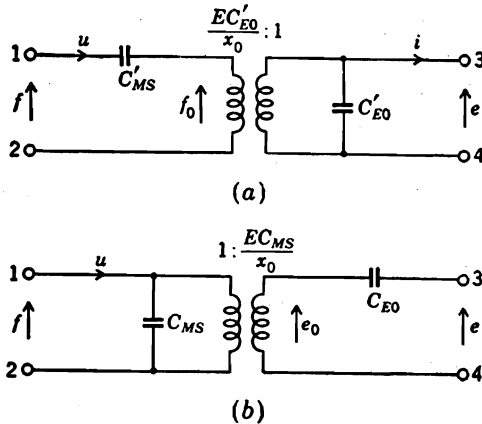 EC'E0
x0 : 1
1 u i 3
C'MS
f f0 C'E0 e
2 4
(a)
1 : ECMS
x0
1 u 3
CE0
f CMS e0 e
2 4
(b)